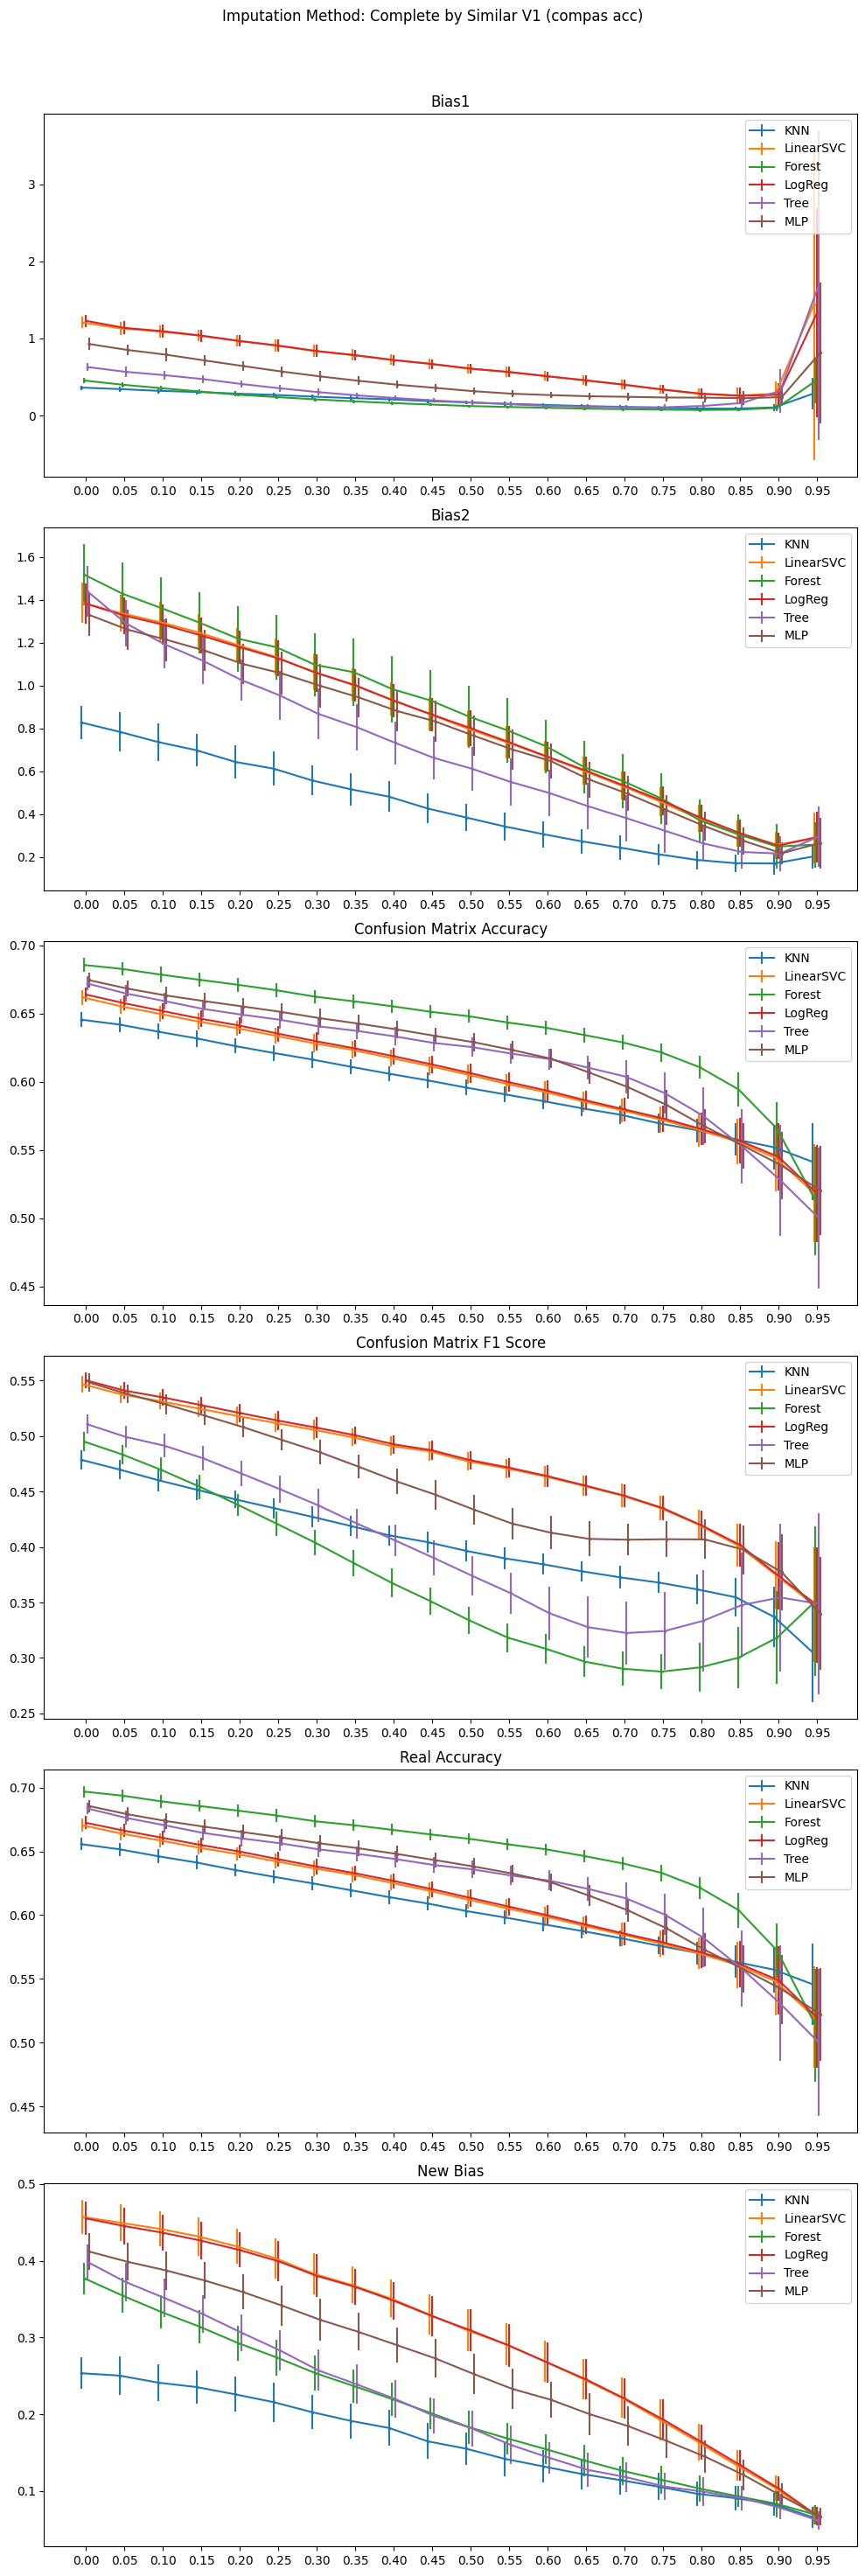 Imputation Method: Complete by Similar V1 (compas acc)
Bias1
KNN
LinearSVC
Forest
LogReg
Tree
MLP
3
2
1
0
0.00 0.05 0.10 0.15 0.20 0.25 0.30 0.35 0.40 0.45 0.50 0.55 0.60 0.65 0.70 0.75 0.80 0.85 0.90 0.95
Bias2
KNN
LinearSVC
Forest
LogReg
Tree
MLP
1.6
1.4
1.2
1.0
0.8
0.6
0.4
0.2
0.00 0.05 0.10 0.15 0.20 0.25 0.30 0.35 0.40 0.45 0.50 0.55 0.60 0.65 0.70 0.75 0.80 0.85 0.90 0.95
Confusion Matrix Accuracy
KNN
LinearSVC
Forest
LogReg
Tree
MLP
0.70
0.65
0.60
0.55
0.50
0.45
0.00 0.05 0.10 0.15 0.20 0.25 0.30 0.35 0.40 0.45 0.50 0.55 0.60 0.65 0.70 0.75 0.80 0.85 0.90 0.95
Confusion Matrix F1 Score
KNN
LinearSVC
Forest
LogReg
Tree
MLP
0.55
0.50
0.45
0.40
0.35
0.30
0.25
0.00 0.05 0.10 0.15 0.20 0.25 0.30 0.35 0.40 0.45 0.50 0.55 0.60 0.65 0.70 0.75 0.80 0.85 0.90 0.95
Real Accuracy
KNN
LinearSVC
Forest
LogReg
Tree
MLP
0.70
0.65
0.60
0.55
0.50
0.45
0.00 0.05 0.10 0.15 0.20 0.25 0.30 0.35 0.40 0.45 0.50 0.55 0.60 0.65 0.70 0.75 0.80 0.85 0.90 0.95
New Bias
KNN
LinearSVC
Forest
LogReg
Tree
MLP
0.5
0.4
0.3
0.2
0.1
0.00 0.05 0.10 0.15 0.20 0.25 0.30 0.35 0.40 0.45 0.50 0.55 0.60 0.65 0.70 0.75 0.80 0.85 0.90 0.95